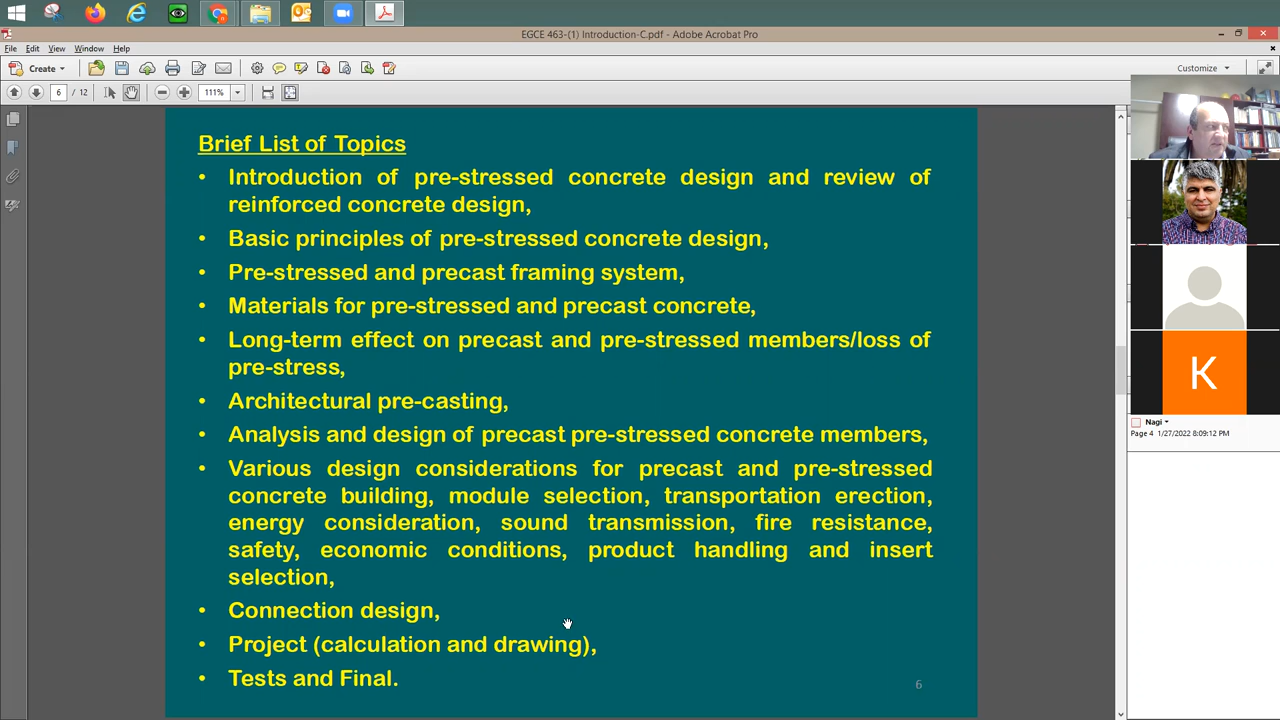 EGCE 463-(1) Introduction-C.pdf - Adobe Acrobat Pro
File Edit View Window Help
Create
Customize
6 / 12
111%
Brief List of Topics
• Introduction of pre-stressed concrete design and review of
reinforced concrete design,
• Basic principles of pre-stressed concrete design,
• Pre-stressed and precast framing system,
• Materials for pre-stressed and precast concrete,
• Long-term effect on precast and pre-stressed members/loss of
pre-stress,
• Architectural pre-casting,
• Analysis and design of precast pre-stressed concrete members,
• Various design considerations for precast and pre-stressed
concrete building, module selection, transportation erection,
energy consideration, sound transmission, fire resistance,
safety, economic conditions, product handling and insert
selection,
• Connection design,
• Project (calculation and drawing),
• Tests and Final.
6
K
Nagi
Page 4 1/27/2022 8:09:12 PM